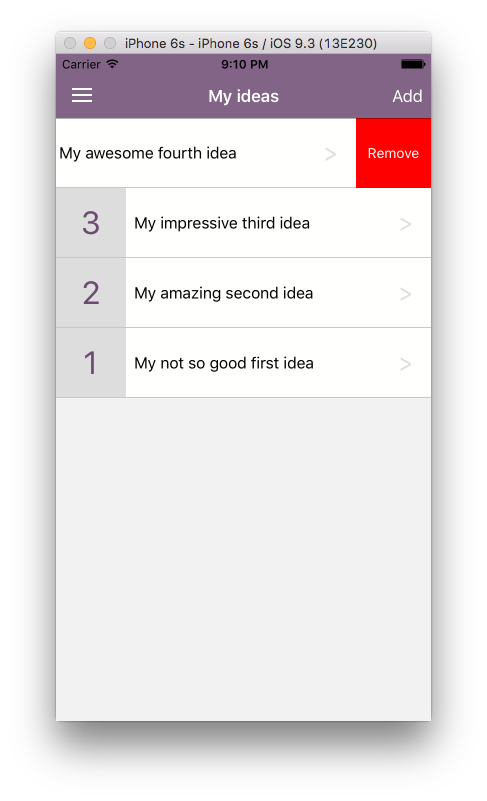 iPhone 6s - iPhone 6s / iOS 9.3 (13E230)
Carrier 9:10 PM
My ideas Add
My awesome fourth idea > Remove
3 My impressive third idea >
2 My amazing second idea >
1 My not so good first idea >